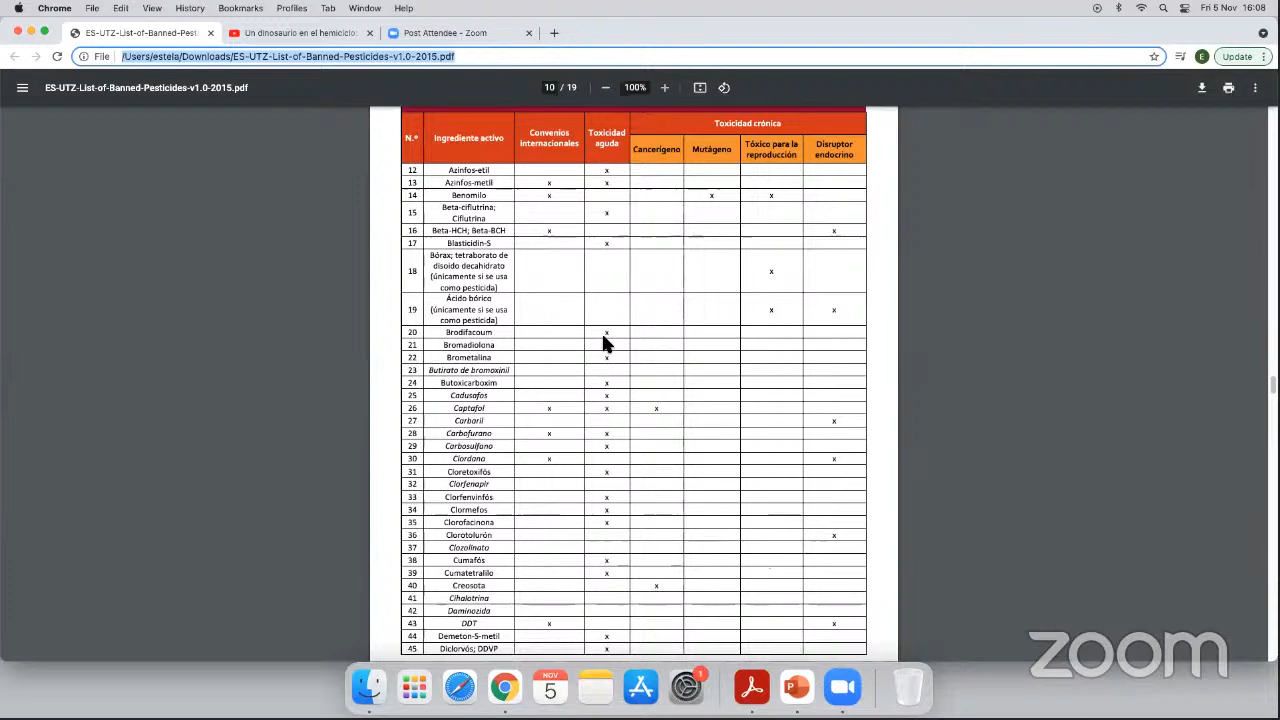 Chrome File Edit View History Bookmarks Profiles Tab Window Help Fri 5 Nov 16:08
ES-UTZ-List-of-Banned-Pesti Un dinosaurio en el hemiciclo: Post Attendee - Zoom
File /Users/estela/Downloads/ES-UTZ-List-of-Banned-Pesticides-v1.0-2015.pdf E Update
ES-UTZ-List-of-Banned-Pesticides-v1.0-2015.pdf 10 / 19 100%
N.º Ingrediente activo Convenios internacionales Toxicidad aguda Toxicidad crónica
Cancerígeno Mutágeno Tóxico para la reproducción Disruptor endocrino
12 Azinfos-etil x
13 Azinfos-metil x x
14 Benomilo x x x
15 Beta-ciflutrina; Ciflutrina x
16 Beta-HCH; Beta-BCH x x
17 Blasticidin-S x
18 Bórax; tetraborato de disoido decahidrato (únicamente si se usa como pesticida) x
19 Ácido bórico (únicamente si se usa como pesticida) x x
20 Brodifacoum x
21 Bromadiolona
22 Brometalina x
23 Butirato de bromoxinil
24 Butoxicarboxim x
25 Cadusafos x
26 Captafol x x x
27 Carbaril x
28 Carbofurano x x
29 Carbosulfano x
30 Clordano x x
31 Cloretoxifós x
32 Clorfenapir
33 Clorfenvinfós x
34 Clormefos x
35 Clorofacinona x
36 Clorotolurón x
37 Clozolinato
38 Cumafós x
39 Cumatetralilo x
40 Creosota x
41 Cihalotrina
42 Daminozida
43 DDT x x
44 Demeton-S-metil x
45 Diclorvós; DDVP x
zoom
NOV
5
1